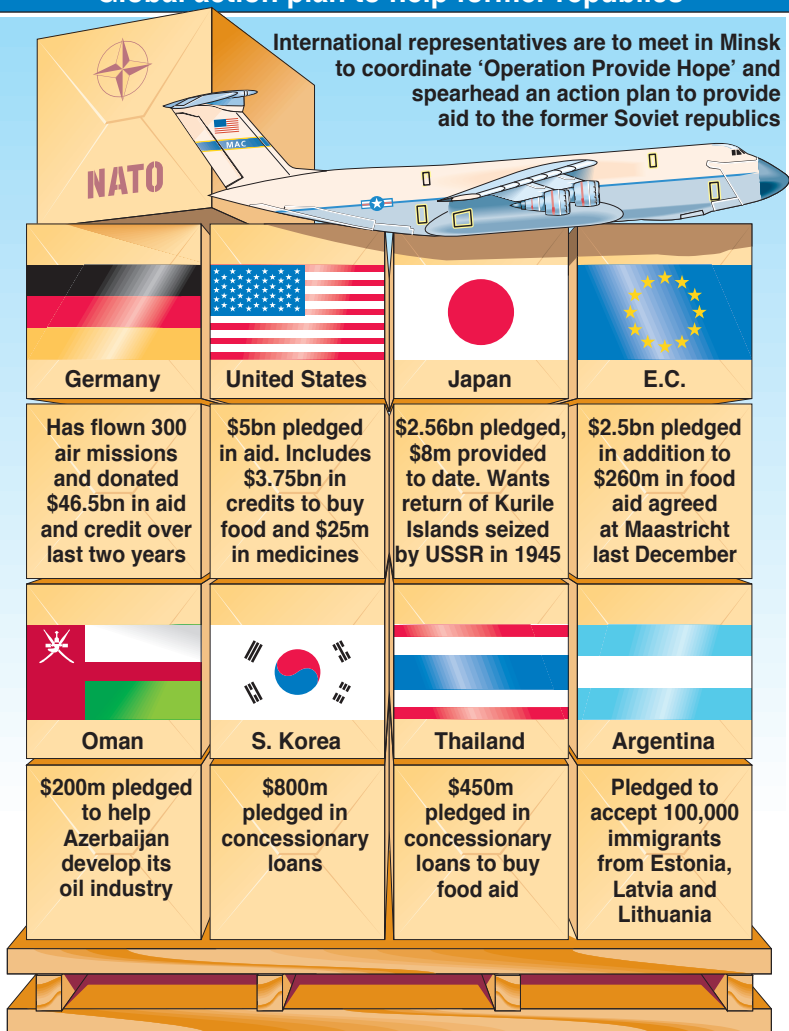 Global action plan to help former republics
International representatives are to meet in Minsk
to coordinate ‘Operation Provide Hope’ and
spearhead an action plan to provide
aid to the former Soviet republics
NATO
MAC
Germany
Has flown 300
air missions
and donated
$46.5bn in aid
and credit over
last two years
United States
$5bn pledged
in aid. Includes
$3.75bn in
credits to buy
food and $25m
in medicines
Japan
$2.56bn pledged,
$8m provided
to date. Wants
return of Kurile
Islands seized
by USSR in 1945
E.C.
$2.5bn pledged
in addition to
$260m in food
aid agreed
at Maastricht
last December
Oman
$200m pledged
to help
Azerbaijan
develop its
oil industry
S. Korea
$800m
pledged in
concessionary
loans
Thailand
$450m
pledged in
concessionary
loans to buy
food aid
Argentina
Pledged to
accept 100,000
immigrants
from Estonia,
Latvia and
Lithuania